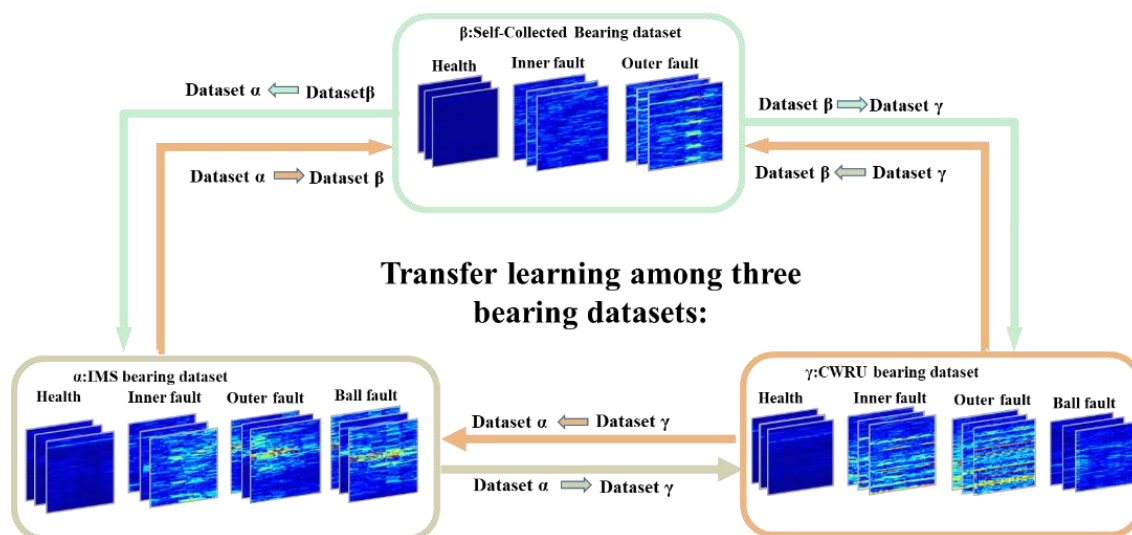 β:Self-Collected Bearing dataset
Health
Inner fault
Outer fault
Dataset α
Datasetβ
Dataset β
Dataset γ
Dataset α
Dataset β
Dataset β
Dataset γ
Transfer learning among three
bearing datasets:
α:IMS bearing dataset
Health
Inner fault
Outer fault
Ball fault
Dataset α
Dataset γ
Dataset α
Dataset γ
γ:CWRU bearing dataset
Health
Inner fault
Outer fault
Ball fault